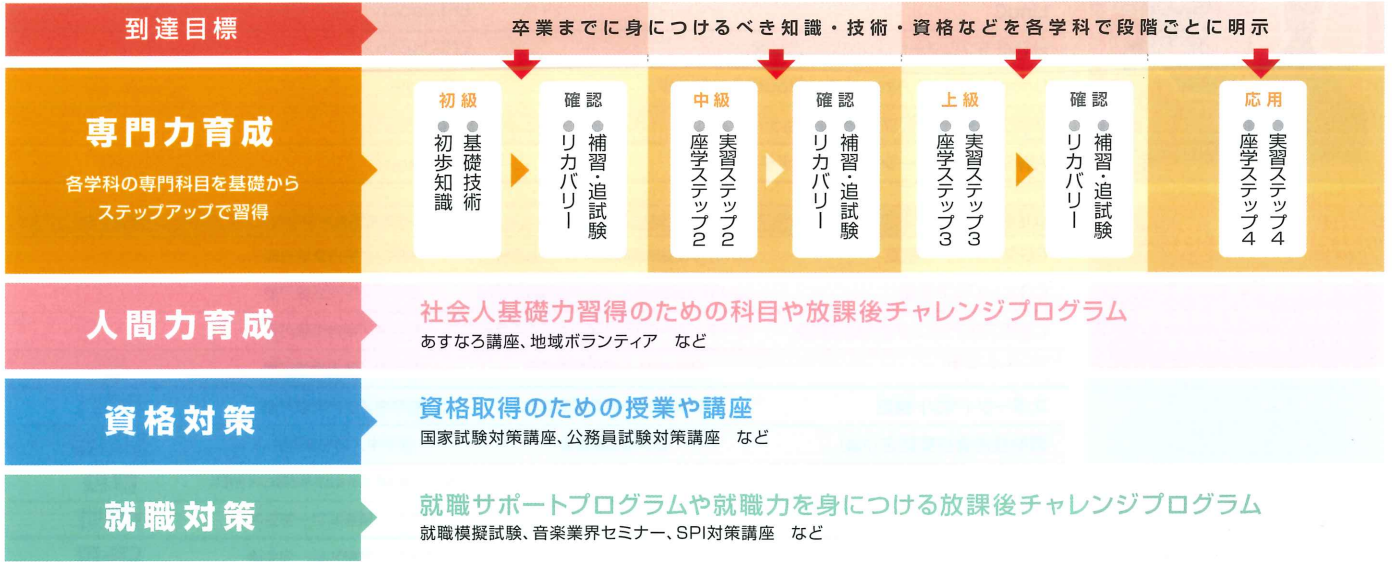 到達目標
卒業までに身につけるべき知識・技術・資格などを各学科で段階ごとに明示
専門力育成
各学科の専門科目を基礎から
ステップアップで習得
初級
●基礎技術
●初歩知識
確認
●補習・追試験
●リカバリー
中級
●実習ステップ2
●座学ステップ2
確認
●補習・追試験
●リカバリー
上級
●実習ステップ3
●座学ステップ3
確認
●補習・追試験
●リカバリー
応用
●実習ステップ4
●座学ステップ4
人間力育成
社会人基礎力習得のための科目や放課後チャレンジプログラム
あすなろ講座、地域ボランティア など
資格対策
資格取得のための授業や講座
国家試験対策講座、公務員試験対策講座 など
就職対策
就職サポートプログラムや就職力を身につける放課後チャレンジプログラム
就職模擬試験、音楽業界セミナー、SPI対策講座 など